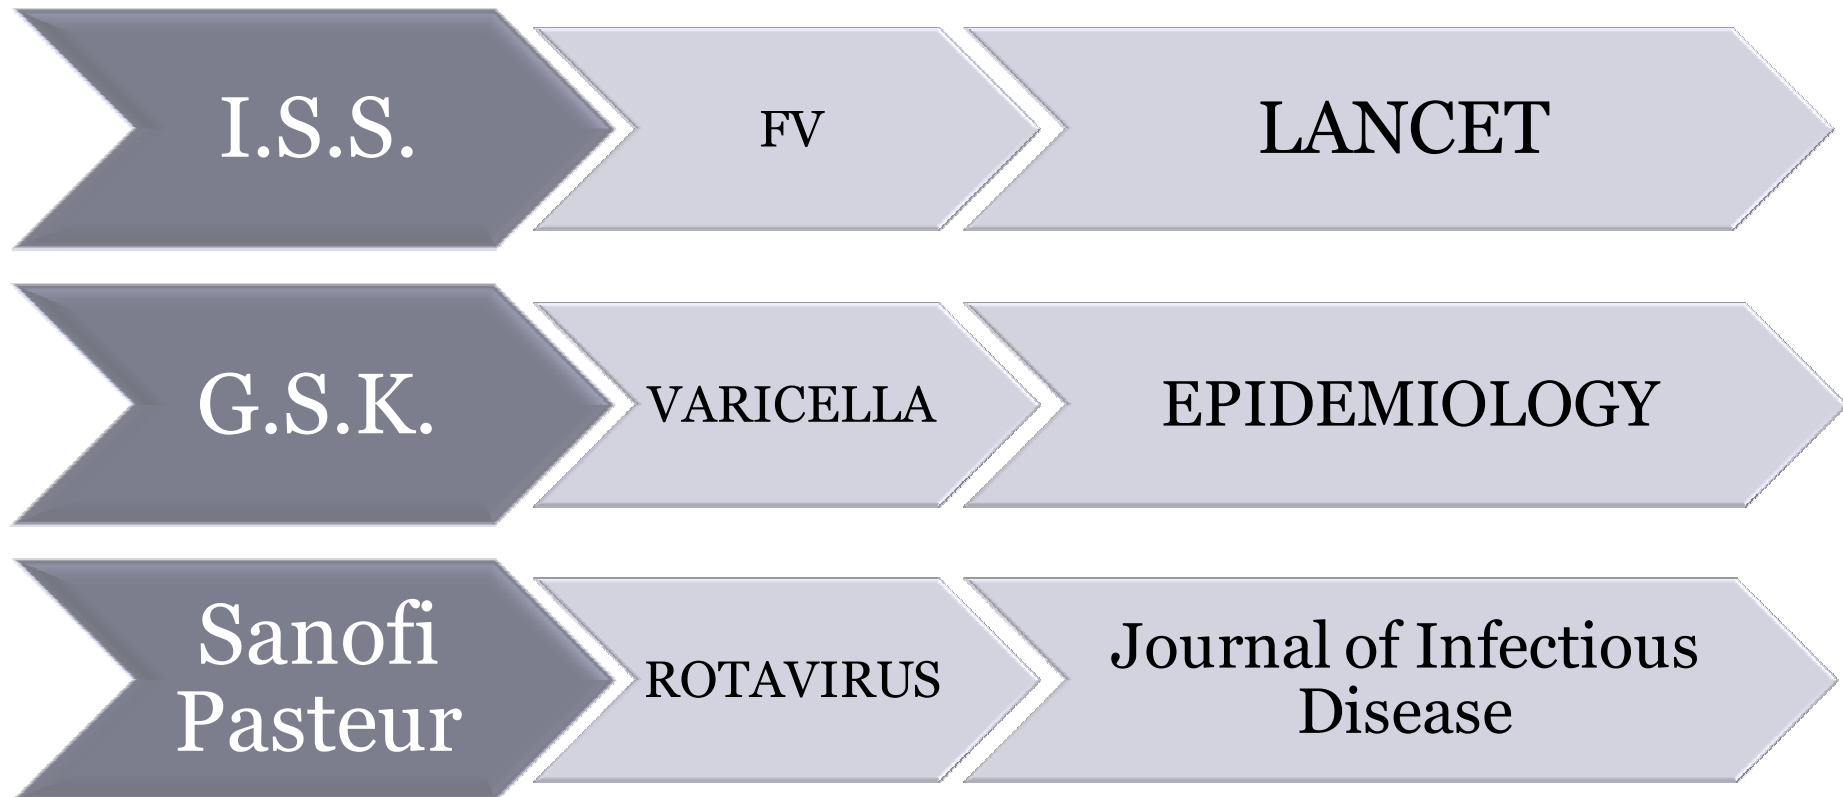 I.S.S.
FV
LANCET
G.S.K.
VARICELLA
EPIDEMIOLOGY
Sanofi
Pasteur
ROTAVIRUS
Journal of Infectious
Disease